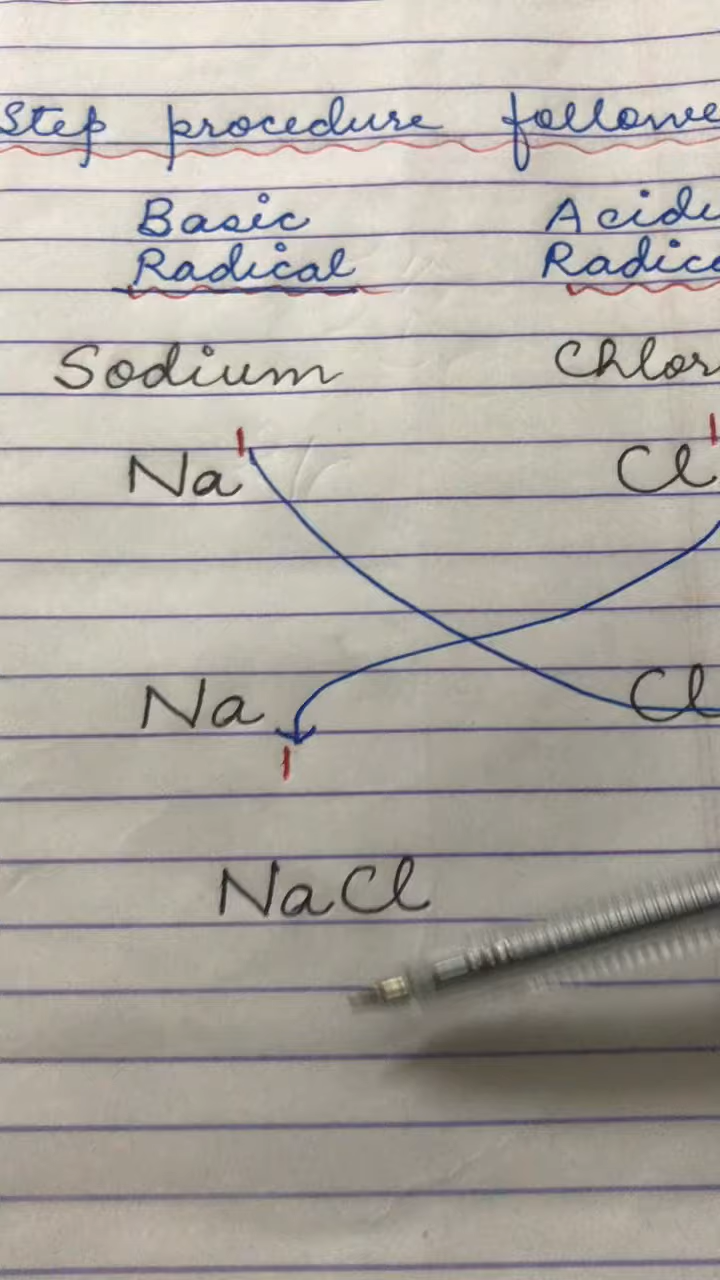 Step procedure followe
Basic Acidi
Radical Radica
Sodium Chlor
Na 1 Cl 1
Na 1 Cl
NaCl